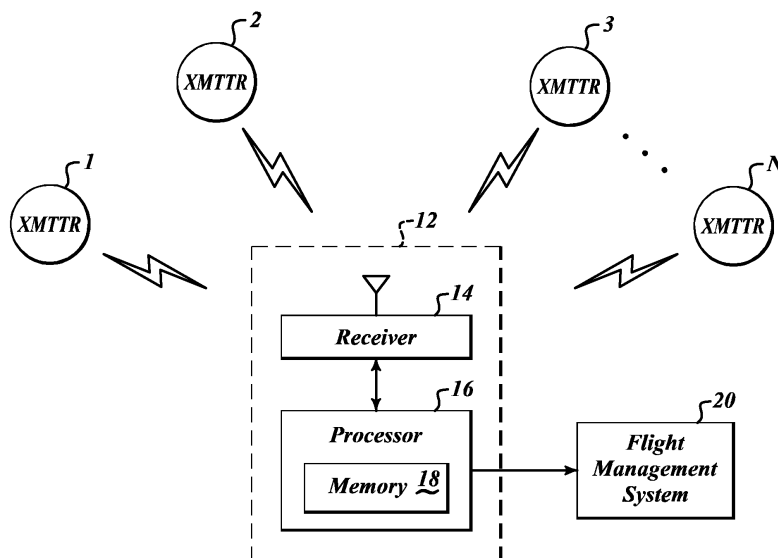 2
3
XMTTR
XMTTR
1
N
XMTTR
XMTTR
12
14
Receiver
16
Processor
Memory 18
20
Flight
Management
System